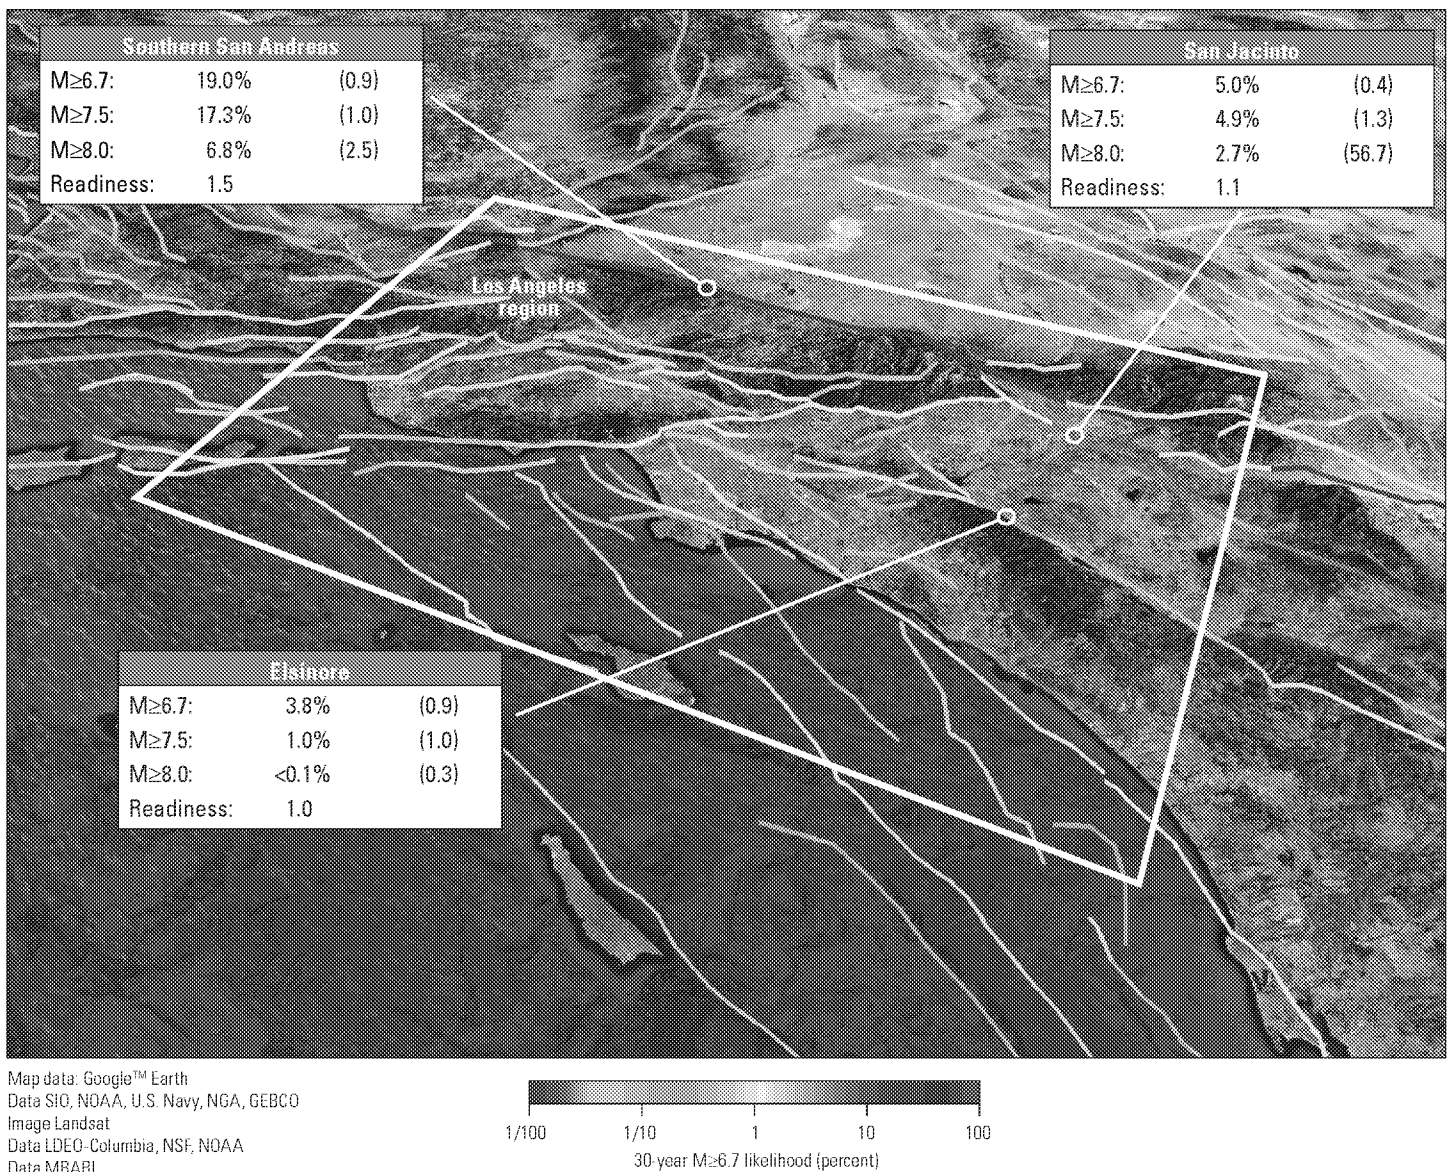 Southern San Andreas
M≥6.7: 19.0% (0.9)
M≥7.5: 17.3% (1.0)
M≥8.0: 6.8% (2.5)
Readiness: 1.5
San Jacinto
M≥6.7: 5.0% (0.4)
M≥7.5: 4.9% (1.3)
M≥8.0: 2.7% (56.7)
Readiness: 1.1
Los Angeles
region
Elsinore
M≥6.7: 3.8% (0.9)
M≥7.5: 1.0% (1.0)
M≥8.0: <0.1% (0.3)
Readiness: 1.0
Map data: Google™ Earth
Data SIO, NOAA, U.S. Navy, NGA, GEBCO
Image Landsat
Data LDEO-Columbia, NSF, NOAA
Data MBARI
1/100 1/10 1 10 100
30-year M≥6.7 likelihood (percent)